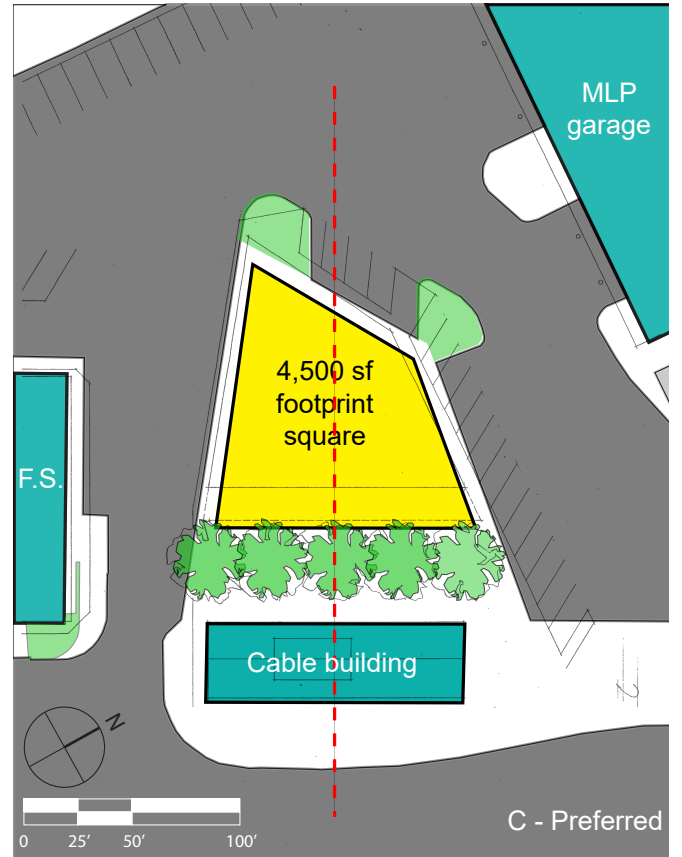 MLP
garage
4,500 sf
footprint
square
F.S.
Cable building
N
0 25′ 50′ 100′
C - Preferred